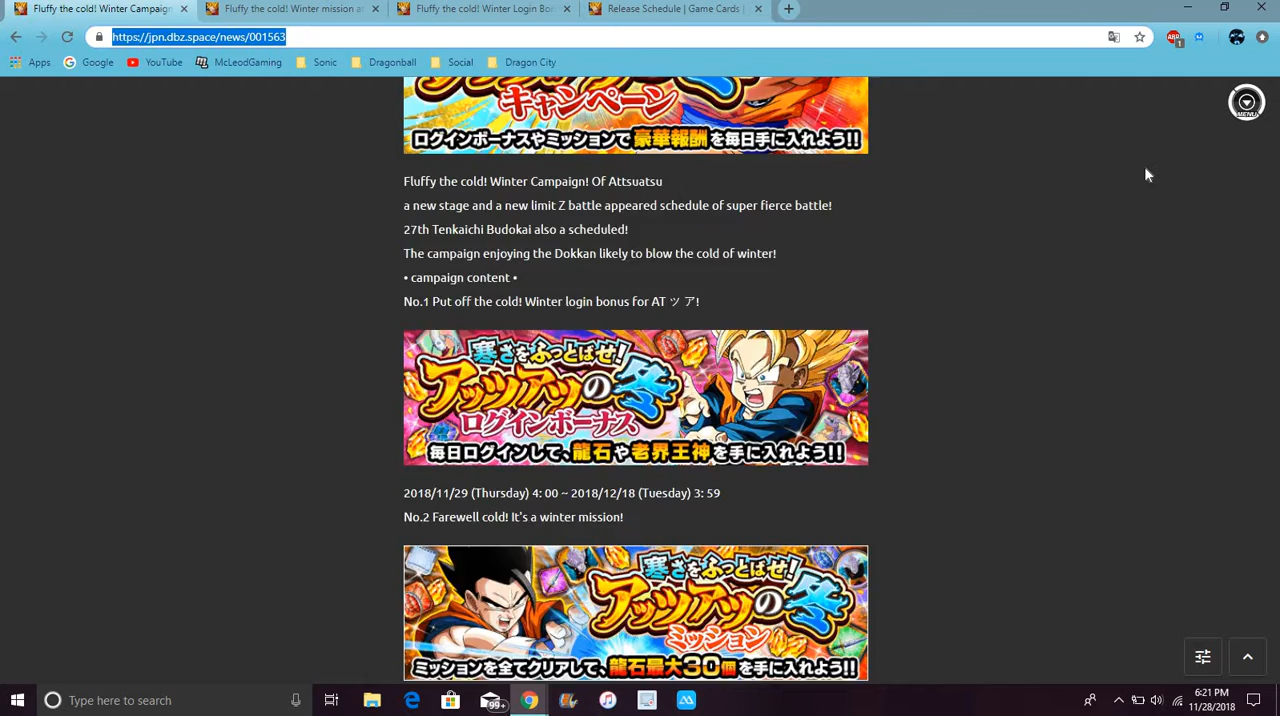 Fluffy the cold! Winter Campaign
Fluffy the cold! Winter mission at
Fluffy the cold! Winter Login Bo
Release Schedule | Game Cards |
https://jpn.dbz.space/news/001563
Apps
Google
YouTube
McLeodGaming
Sonic
Dragonball
Social
Dragon City
キャンペーン
ログインボーナスやミッションで豪華報酬を毎日手に入れよう!!
MENU
Fluffy the cold! Winter Campaign! Of Attsuatsu
a new stage and a new limit Z battle appeared schedule of super fierce battle!
27th Tenkaichi Budokai also a scheduled!
The campaign enjoying the Dokkan likely to blow the cold of winter!
• campaign content •
No.1 Put off the cold! Winter login bonus for AT ツ ア!
寒さをふっとばせ!
アッツアツの冬
ログインボーナス
毎日ログインして、龍石や老界王神を手に入れよう!!
2018/11/29 (Thursday) 4: 00 ~ 2018/12/18 (Tuesday) 3: 59
No.2 Farewell cold! It's a winter mission!
寒さをふっとばせ!
アッツアツの冬
ミッション
ミッションを全てクリアして、龍石最大30個を手に入れよう!!
Type here to search
99+
6:21 PM
11/28/2018